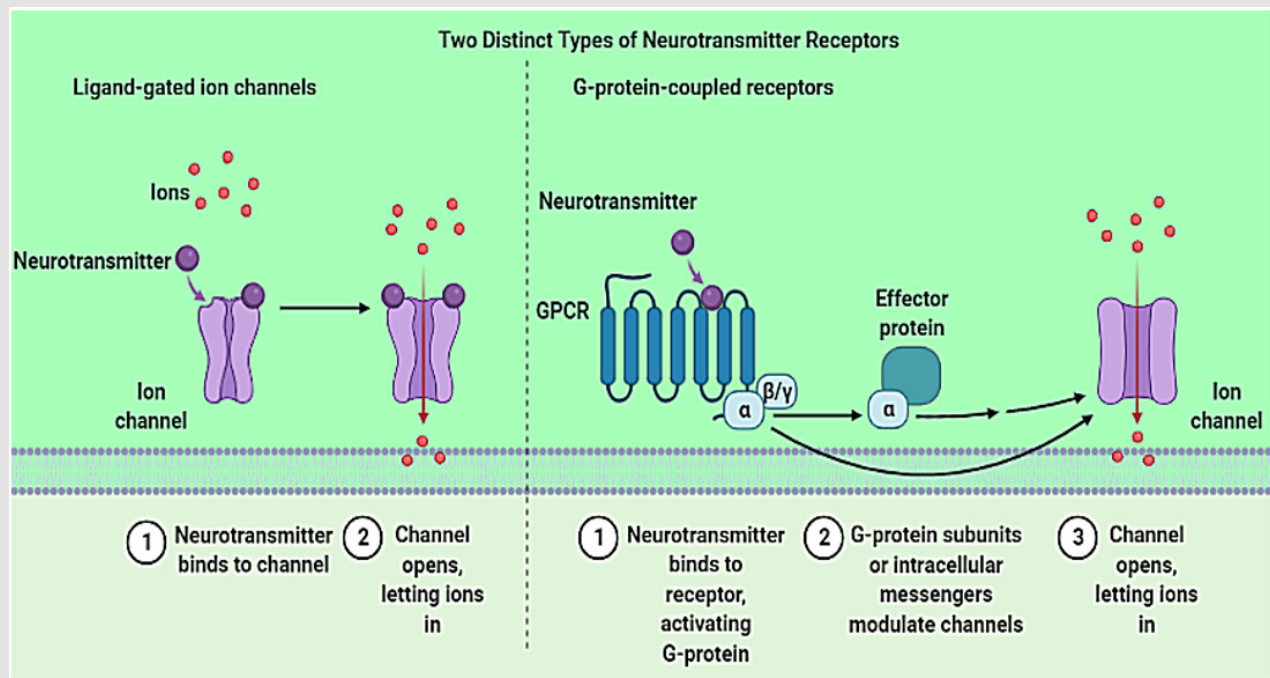 Two Distinct Types of Neurotransmitter Receptors
Ligand-gated ion channels
Ions
Neurotransmitter
Ion
channel
1
Neurotransmitter
binds to channel
2
Channel
opens,
letting ions
in
G-protein-coupled receptors
Neurotransmitter
GPCR
α
β/γ
Effector
protein
α
Ion
channel
1
Neurotransmitter
binds to
receptor,
activating
G-protein
2
G-protein subunits
or intracellular
messengers
modulate channels
3
Channel
opens,
letting ions
in